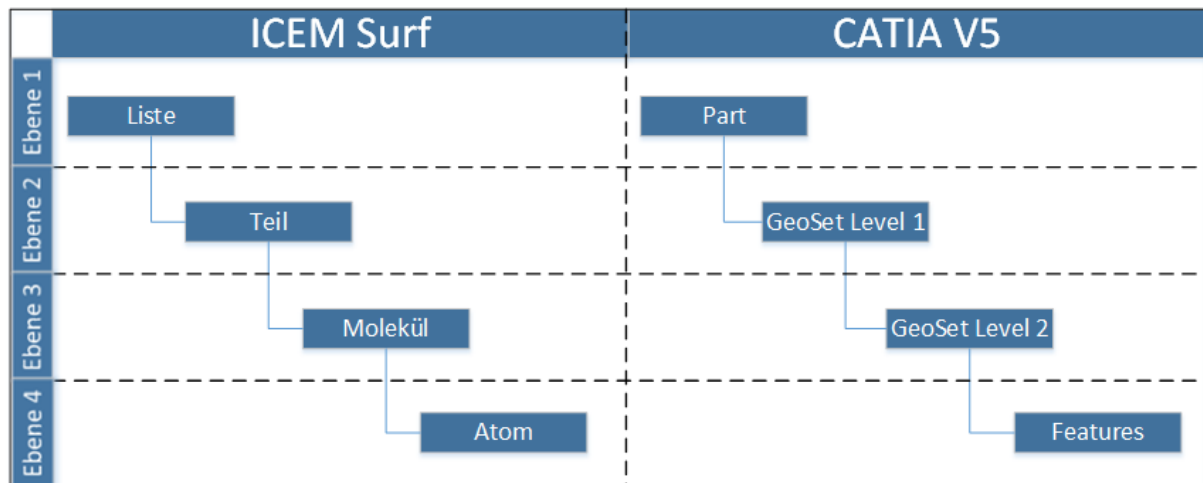 ICEM Surf
CATIA V5
Ebene 1
Liste
Part
Ebene 2
Teil
GeoSet Level 1
Ebene 3
Molekül
GeoSet Level 2
Ebene 4
Atom
Features